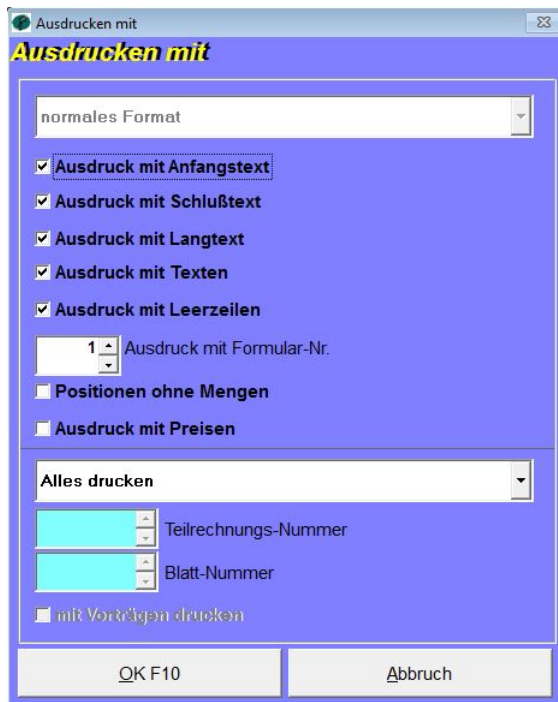 Ausdrucken mit
Ausdrucken mit
normales Format
Ausdruck mit Anfangstext
Ausdruck mit Schlußtext
Ausdruck mit Langtext
Ausdruck mit Texten
Ausdruck mit Leerzeilen
1 Ausdruck mit Formular-Nr.
Positionen ohne Mengen
Ausdruck mit Preisen
Alles drucken
Teilrechnungs-Nummer
Blatt-Nummer
mit Vorträgen drucken
OK F10 Abbruch